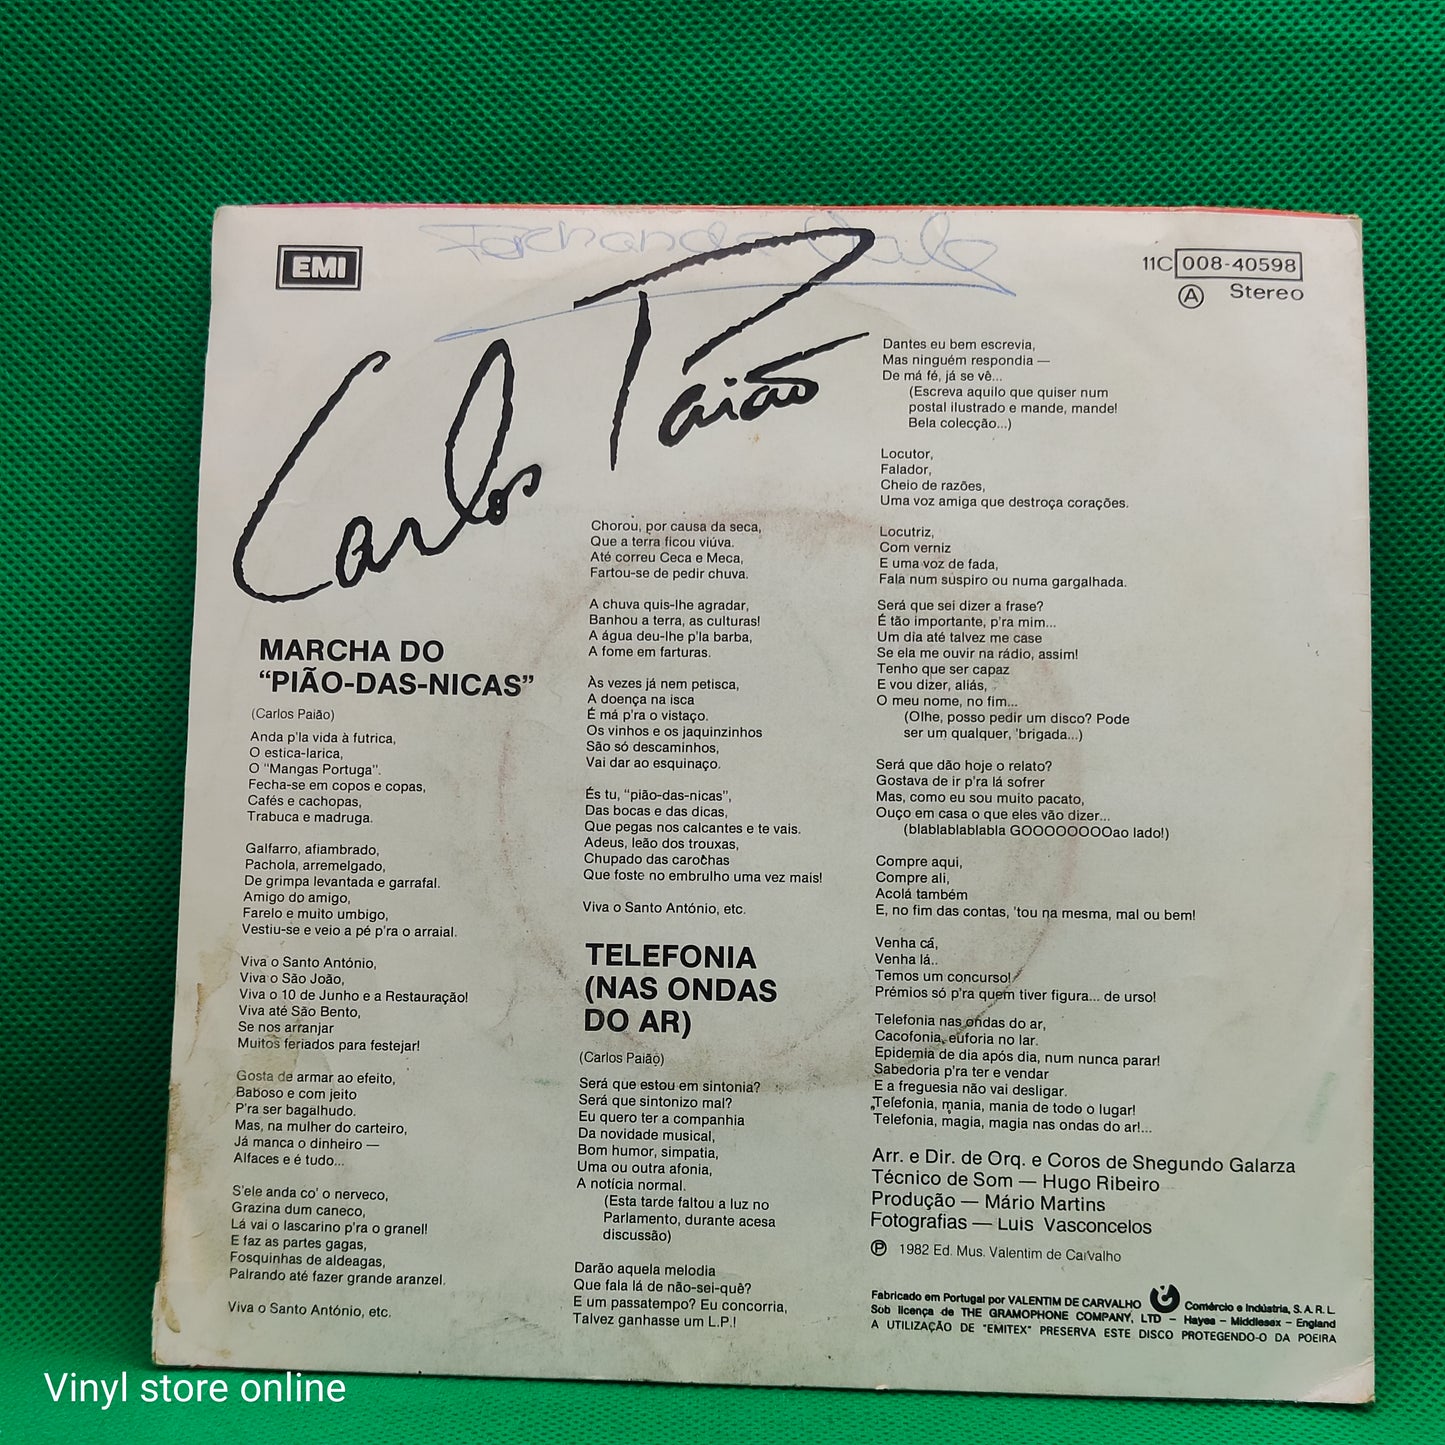 EMI
11C 008-40598
A Stereo
Carlos Paião
MARCHA DO
“PIÃO-DAS-NICAS”
(Carlos Paião)
Anda p'la vida à futrica,
O estica-larica,
O “Mangas Portuga”.
Fecha-se em copos e copas,
Cafés e cachopas,
Trabuca e madruga.
Galfarro, afiambrado,
Pachola, arremelgado,
De grimpa levantada e garrafal.
Amigo do amigo,
Farelo e muito umbigo,
Vestiu-se e veio a pé p'ra o arraial.
Viva o Santo António,
Viva o São João,
Viva o 10 de Junho e a Restauração!
Viva até São Bento,
Se nos arranjar
Muitos feriados para festejar!
Gosta de armar ao efeito,
Baboso e com jeito
P'ra ser bagalhudo.
Mas, na mulher do carteiro,
Já manca o dinheiro —
Alfaces e é tudo...
S'ele anda co' o nerveco,
Grazina dum caneco,
Lá vai o lascarino p'ra o granel!
E faz as partes gagas,
Fosquinhas de aldeagas,
Palrando até fazer grande aranzel.
Viva o Santo António, etc.
Chorou, por causa da seca,
Que a terra ficou viúva.
Até correu Ceca e Meca,
Fartou-se de pedir chuva.
A chuva quis-lhe agradar,
Banhou a terra, as culturas!
A água deu-lhe p'la barba,
A fome em farturas.
Às vezes já nem petisca,
A doença na isca
É má p'ra o vistaço.
Os vinhos e os jaquinzinhos
São só descaminhos,
Vai dar ao esquinaço.
És tu, “pião-das-nicas”,
Das bocas e das dicas,
Que pegas nos calcantes e te vais.
Adeus, leão dos trouxas,
Chupado das carochas
Que foste no embrulho uma vez mais!
Viva o Santo António, etc.
TELEFONIA
(NAS ONDAS
DO AR)
(Carlos Paião)
Será que estou em sintonia?
Será que sintonizo mal?
Eu quero ter a companhia
Da novidade musical,
Bom humor, simpatia,
Uma ou outra afonia,
A notícia normal.
(Esta tarde faltou a luz no
Parlamento, durante acesa
discussão)
Darão aquela melodia
Que fala lá de não-sei-quê?
E um passatempo? Eu concorria,
Talvez ganhasse um L.P.!
Dantes eu bem escrevia,
Mas ninguém respondia —
De má fé, já se vê...
(Escreva aquilo que quiser num
postal ilustrado e mande, mande!
Bela colecção...)
Locutor,
Falador,
Cheio de razões,
Uma voz amiga que destroça corações.
Locutriz,
Com verniz
E uma voz de fada,
Fala num suspiro ou numa gargalhada.
Será que sei dizer a frase?
É tão importante, p'ra mim...
Um dia até talvez me case
Se ela me ouvir na rádio, assim!
Tenho que ser capaz
E vou dizer, aliás,
O meu nome, no fim...
(Olhe, posso pedir um disco? Pode
ser um qualquer, 'brigada...)
Será que dão hoje o relato?
Gostava de ir p'ra lá sofrer
Mas, como eu sou muito pacato,
Ouço em casa o que eles vão dizer...
(blablablablabla GOOOOOOOOao lado!)
Compre aqui,
Compre ali,
Acolá também
E, no fim das contas, 'tou na mesma, mal ou bem!
Venha cá,
Venha lá..
Temos um concurso!
Prémios só p'ra quem tiver figura... de urso!
Telefonia nas ondas do ar,
Cacofonia, euforia no lar.
Epidemia de dia após dia, num nunca parar!
Sabedoria p'ra ter e vendar
E a freguesia não vai desligar.
Telefonia, mania, mania de todo o lugar!
Telefonia, magia, magia nas ondas do ar!...
Arr. e Dir. de Orq. e Coros de Shegundo Galarza
Técnico de Som — Hugo Ribeiro
Produção — Mário Martins
Fotografias — Luis Vasconcelos
℗ 1982 Ed. Mus. Valentim de Carvalho
Fabricado em Portugal por VALENTIM DE CARVALHO Comércio e Indústria, S. A. R. L.
Sob licença de THE GRAMOPHONE COMPANY, LTD – Hayes – Middlesex – England
A UTILIZAÇÃO DE "EMITEX" PRESERVA ESTE DISCO PROTEGENDO-O DA POEIRA
Vinyl store online